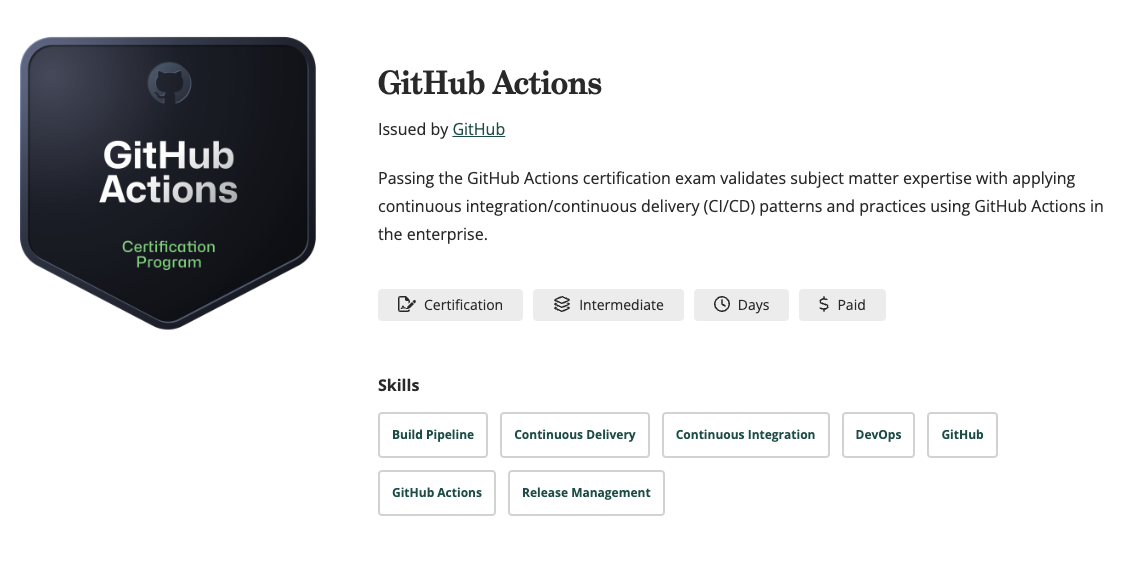 GitHub
Actions
Certification
Program
GitHub Actions
Issued by GitHub
Passing the GitHub Actions certification exam validates subject matter expertise with applying
continuous integration/continuous delivery (CI/CD) patterns and practices using GitHub Actions in
the enterprise.
Certification Intermediate Days Paid
Skills
Build Pipeline Continuous Delivery Continuous Integration DevOps GitHub
GitHub Actions Release Management